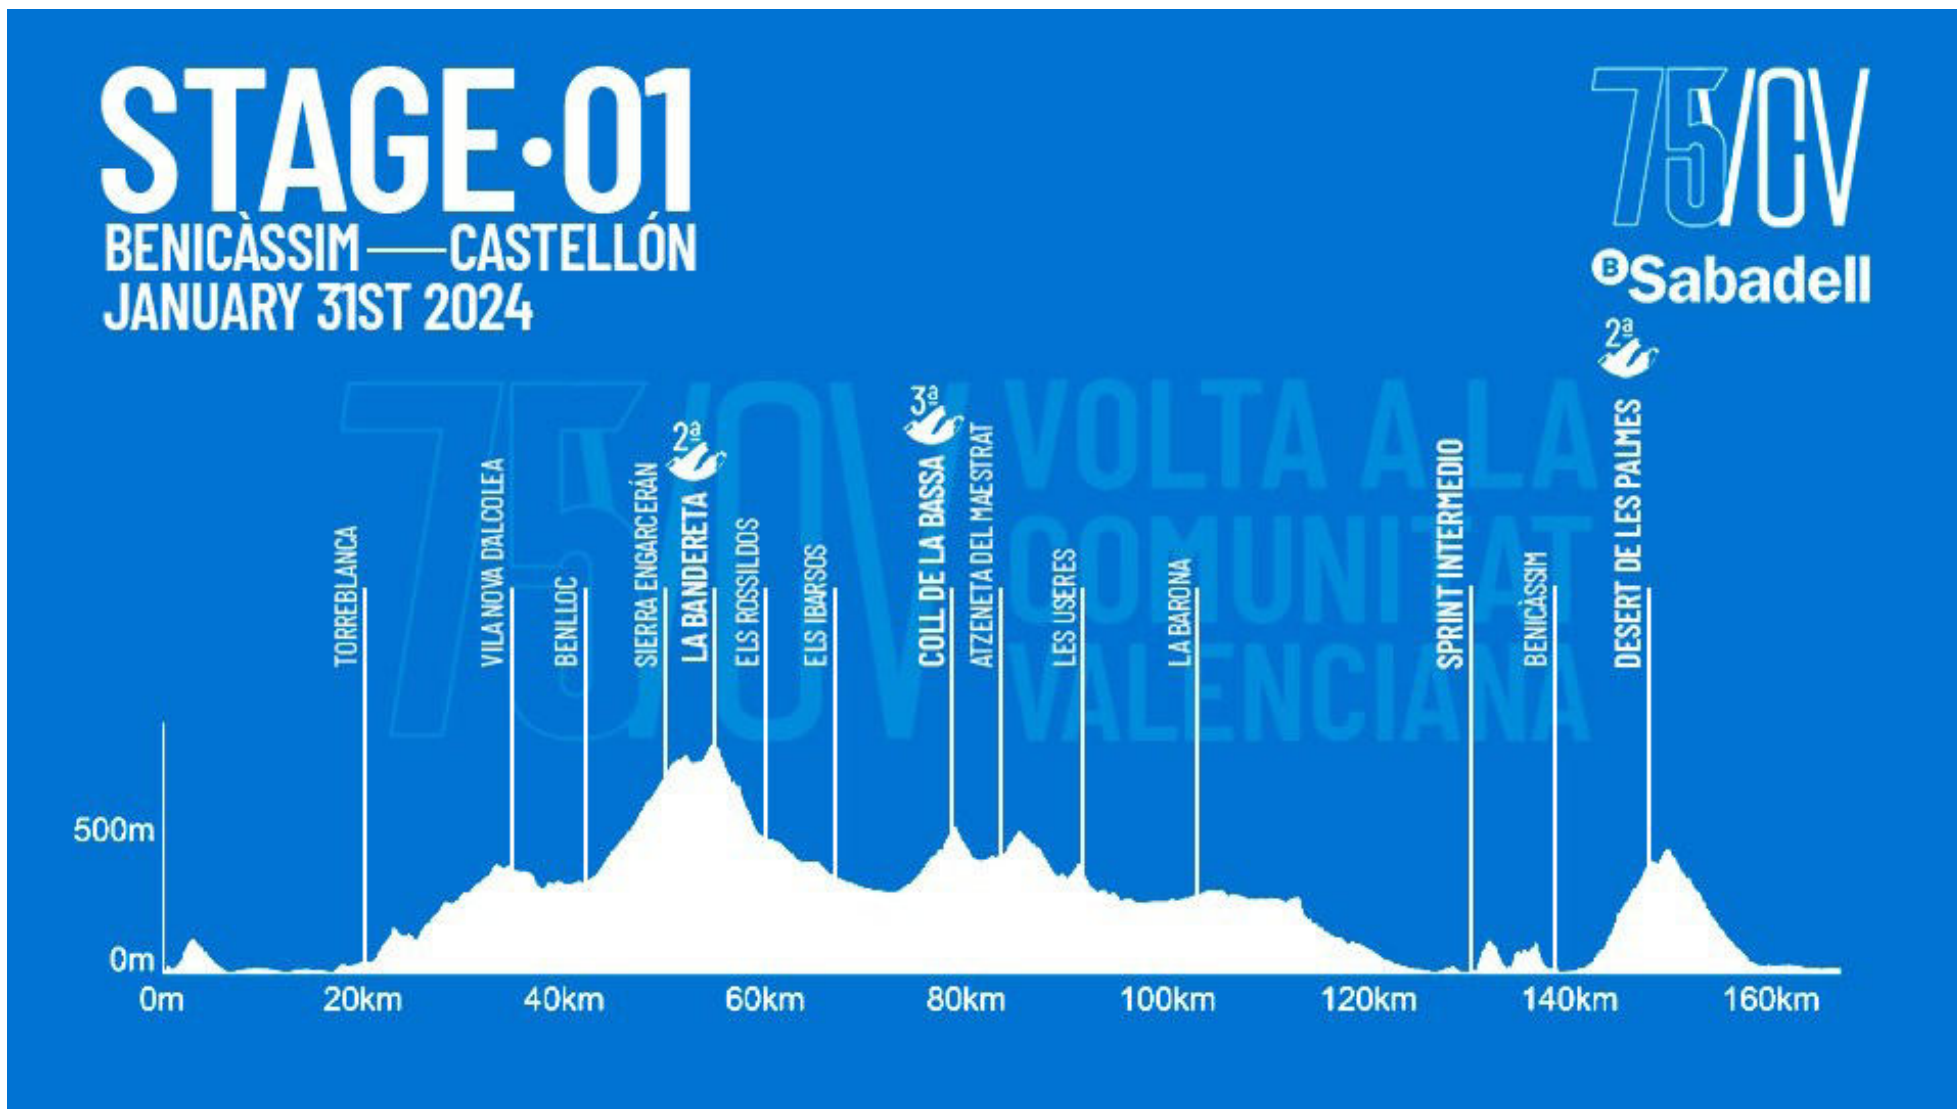 STAGE·01
BENICÀSSIM — CASTELLÓN
JANUARY 31ST 2024
75/CV
B Sabadell
75/CV
VOLTA A LA
COMUNITAT
VALENCIANA
TORREBLANCA
VILANOVA D'ALCOLEA
BENLLOC
SIERRA ENGARCERÁN
2ª
LA BANDERETA
ELS ROSSILDOS
ELS IBARSOS
3ª
COLL DE LA BASSA
ATZENETA DEL MAESTRAT
LES USERES
LA BARONA
SPRINT INTERMEDIO
BENICÀSSIM
2ª
DESERT DE LES PALMES
500m
0m
0m 20km 40km 60km 80km 100km 120km 140km 160km